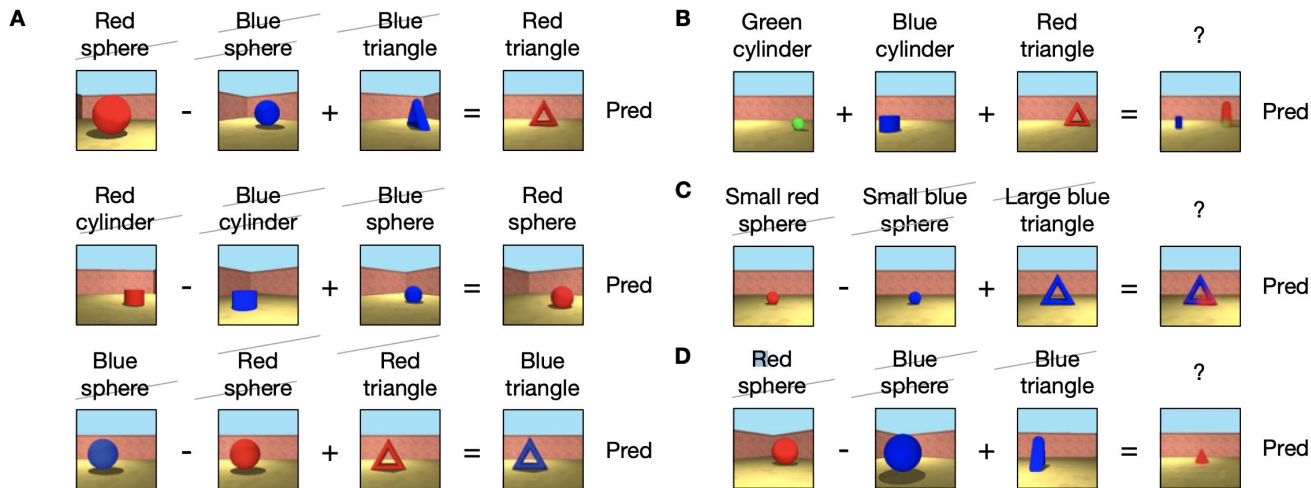 A
Red sphere - Blue sphere + Blue triangle = Red triangle Pred
Red cylinder - Blue cylinder + Blue sphere = Red sphere Pred
Blue sphere - Red sphere + Red triangle = Blue triangle Pred
B
Green cylinder + Blue cylinder + Red triangle = ? Pred
C
Small red sphere - Small blue sphere + Large blue triangle = ? Pred
D
Red sphere - Blue sphere + Blue triangle = ? Pred